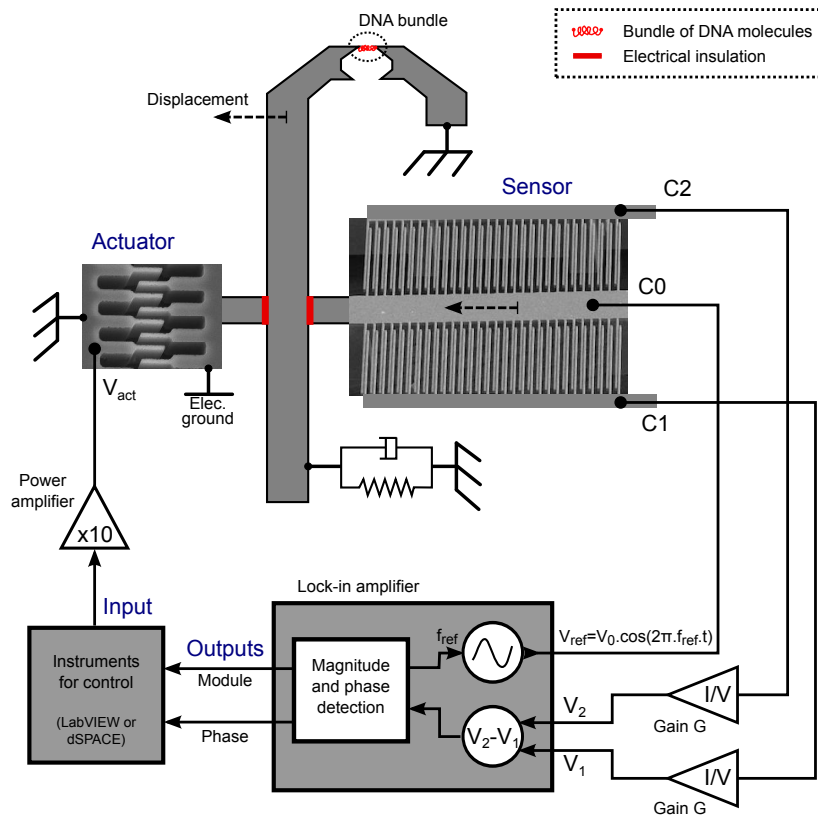 DNA bundle
Bundle of DNA molecules
Electrical insulation
Displacement
Sensor
C2
Actuator
C0
V_act
Elec.
ground
C1
Power
amplifier
x10
Input
Lock-in amplifier
Outputs
f_ref
V_ref=V_0.cos(2π.f_ref.t)
Instruments
for control
(LabVIEW or
dSPACE)
Module
Phase
Magnitude
and phase
detection
V_2-V_1
V_2
I/V
Gain G
V_1
I/V
Gain G